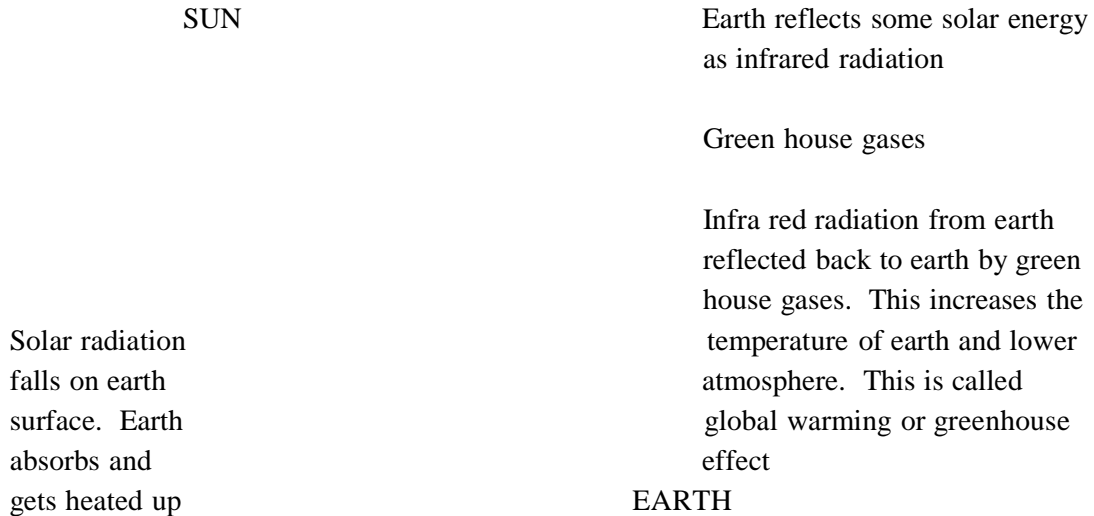 SUN
Earth reflects some solar energy
as infrared radiation
Green house gases
Infra red radiation from earth
reflected back to earth by green
house gases. This increases the
temperature of earth and lower
atmosphere. This is called
global warming or greenhouse
effect
Solar radiation
falls on earth
surface. Earth
absorbs and
gets heated up
EARTH